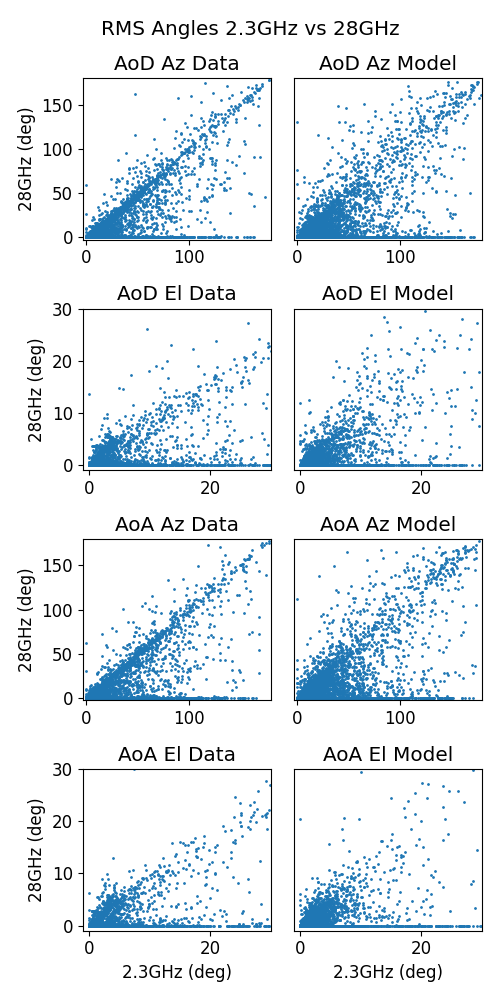 RMS Angles 2.3GHz vs 28GHz
AoD Az Data
AoD Az Model
28GHz (deg)
150
100
50
0
0
100
0
100
AoD El Data
AoD El Model
28GHz (deg)
30
20
10
0
0
20
0
20
AoA Az Data
AoA Az Model
28GHz (deg)
150
100
50
0
0
100
0
100
AoA El Data
AoA El Model
28GHz (deg)
30
20
10
0
0
20
0
20
2.3GHz (deg)
2.3GHz (deg)